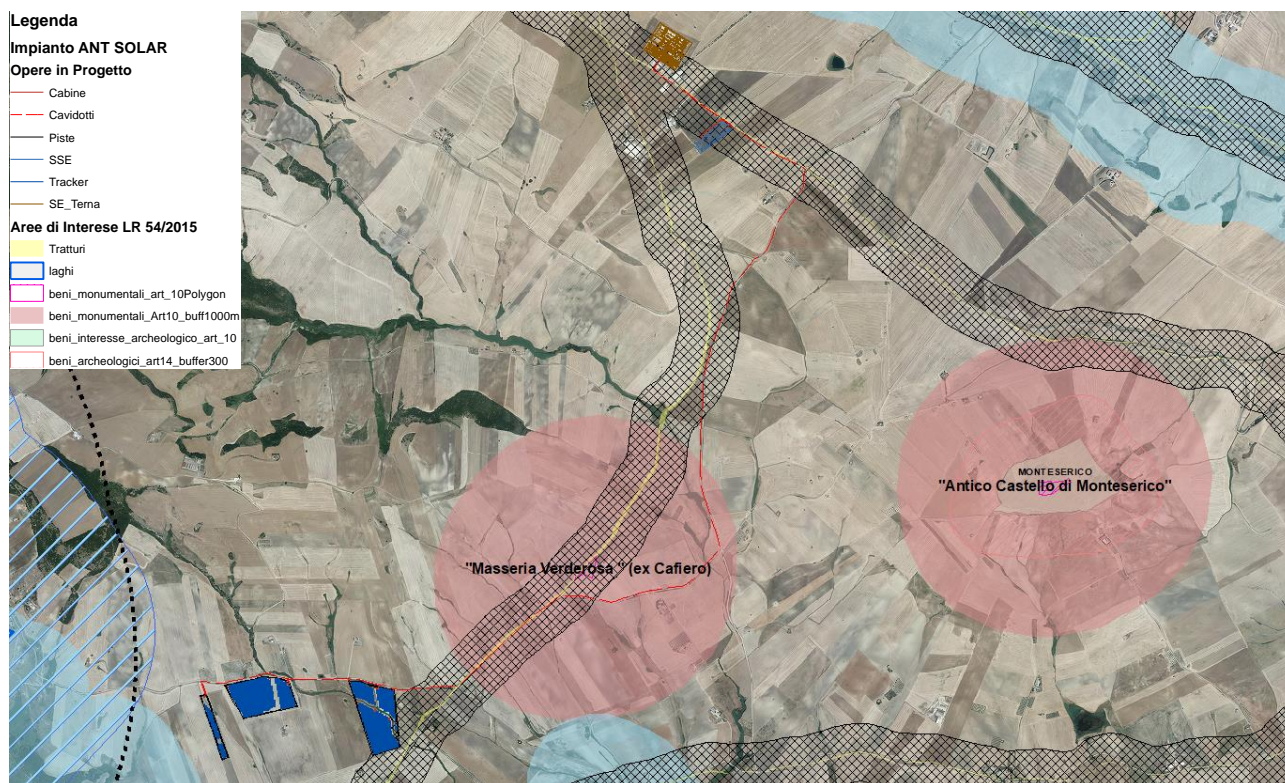 Legenda
Impianto ANT SOLAR
Opere in Progetto
Cabine
Cavidotti
Piste
SSE
Tracker
SE_Terna
Aree di Interesse LR 54/2015
Tratturi
laghi
beni_monumentali_art_10Polygon
beni_monumentali_Art10_buff1000m
beni_interesse_archeologico_art_10
beni_archeologici_art14_buffer300
MONTESERICO
"Antico Castello di Monteserico"
"Masseria Verderosa " (ex Cafiero)